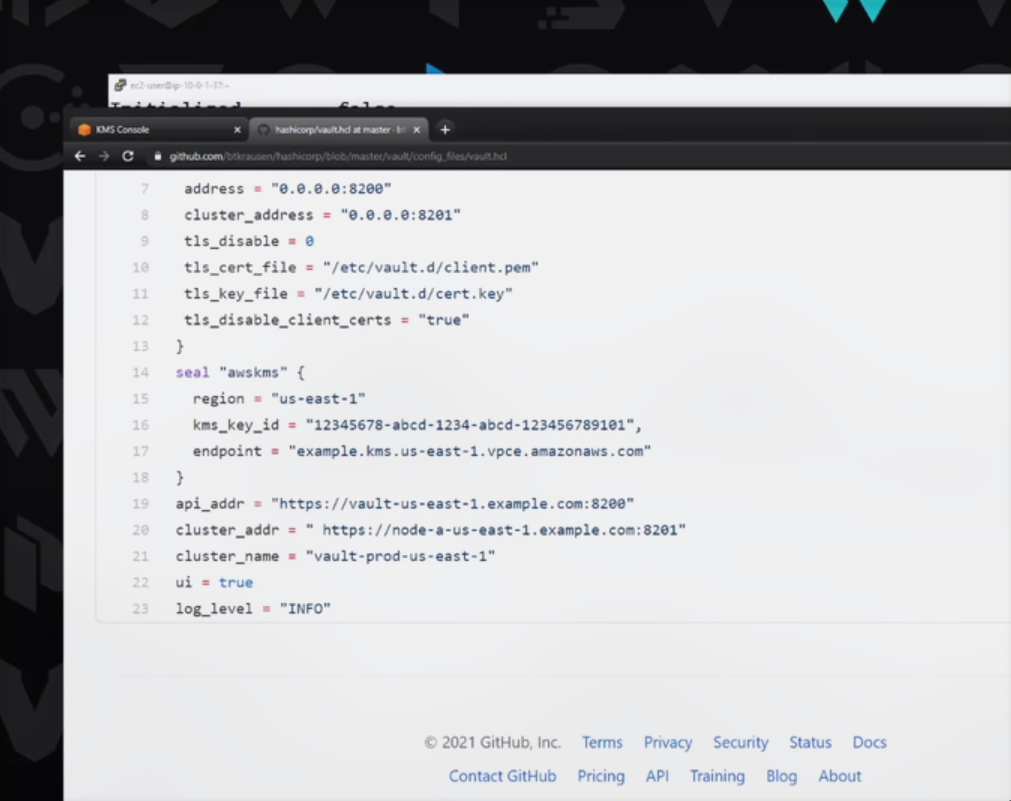 ec2-user@ip-10-0-1-37:~
Initialized false
KMS Console
hashicorp/vault.hcl at master
github.com/btkrausen/hashicorp/blob/master/vault/config_files/vault.hcl
7 address = "0.0.0.0:8200"
8 cluster_address = "0.0.0.0:8201"
9 tls_disable = 0
10 tls_cert_file = "/etc/vault.d/client.pem"
11 tls_key_file = "/etc/vault.d/cert.key"
12 tls_disable_client_certs = "true"
13 }
14 seal "awskms" {
15 region = "us-east-1"
16 kms_key_id = "12345678-abcd-1234-abcd-123456789101",
17 endpoint = "example.kms.us-east-1.vpce.amazonaws.com"
18 }
19 api_addr = "https://vault-us-east-1.example.com:8200"
20 cluster_addr = " https://node-a-us-east-1.example.com:8201"
21 cluster_name = "vault-prod-us-east-1"
22 ui = true
23 log_level = "INFO"
© 2021 GitHub, Inc. Terms Privacy Security Status Docs
Contact GitHub Pricing API Training Blog About